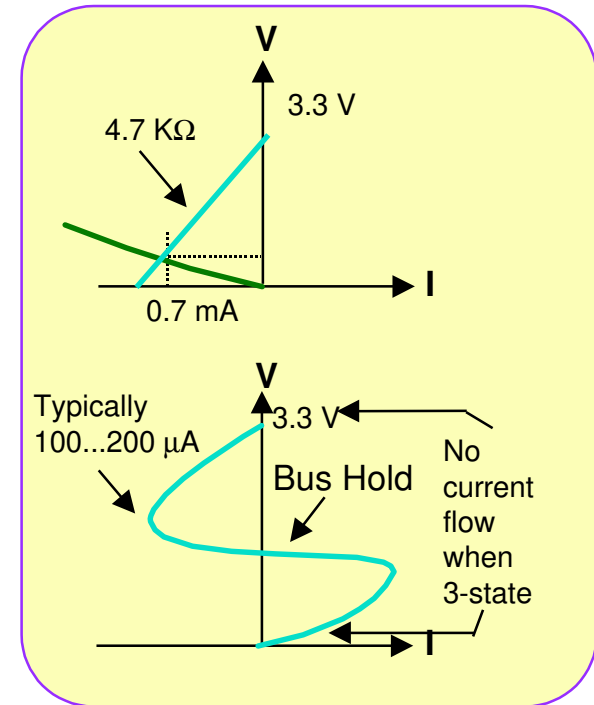 V
3.3 V
4.7 KΩ
I
0.7 mA
V
3.3 V
Typically
100...200 μA
Bus Hold
No
current
flow
when
3-state
I